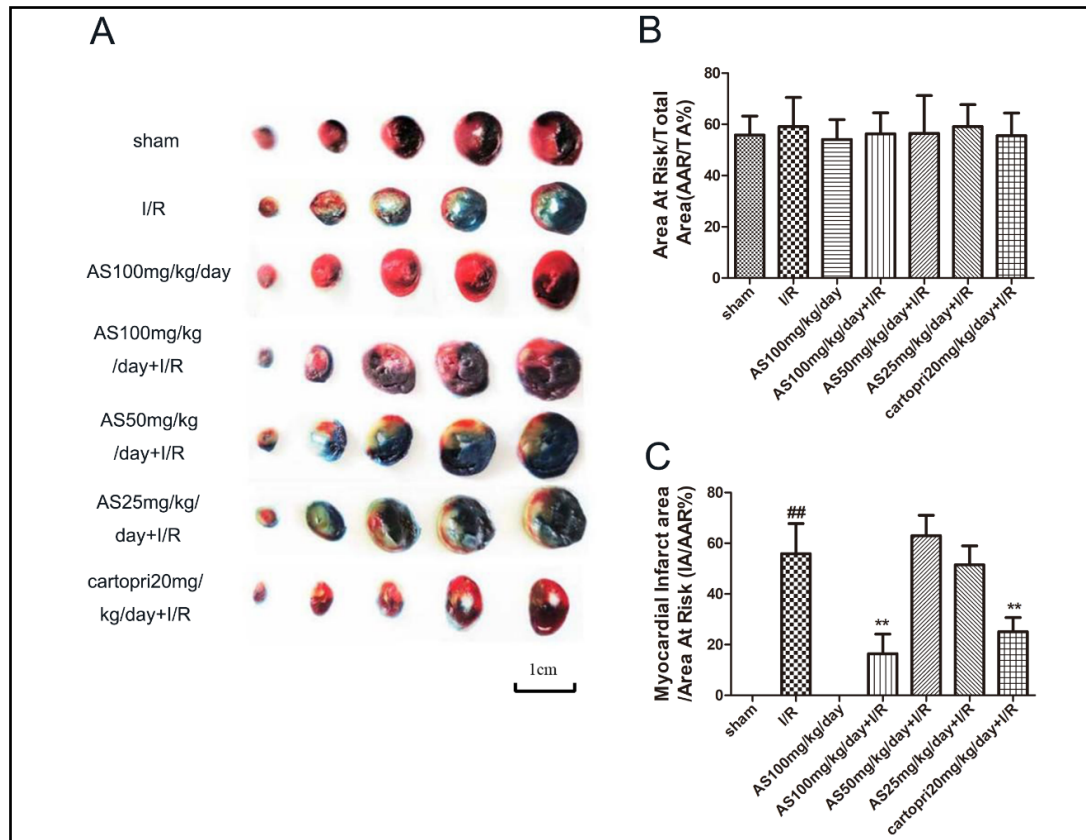 A
sham
I/R
AS100mg/kg/day
AS100mg/kg
/day+I/R
AS50mg/kg
/day+I/R
AS25mg/kg/
day+I/R
cartopri20mg/
kg/day+I/R
1cm
B
Area At Risk/Total
Area(AAR/TA%)
80
60
40
20
0
sham
I/R
AS100mg/kg/day
AS100mg/kg/day+I/R
AS50mg/kg/day+I/R
AS25mg/kg/day+I/R
cartopri20mg/kg/day+I/R
C
Myocardial Infarct area
/Area At Risk (IA/AAR%)
80
60
40
20
0
##
**
**
sham
I/R
AS100mg/kg/day
AS100mg/kg/day+I/R
AS50mg/kg/day+I/R
AS25mg/kg/day+I/R
cartopri20mg/kg/day+I/R